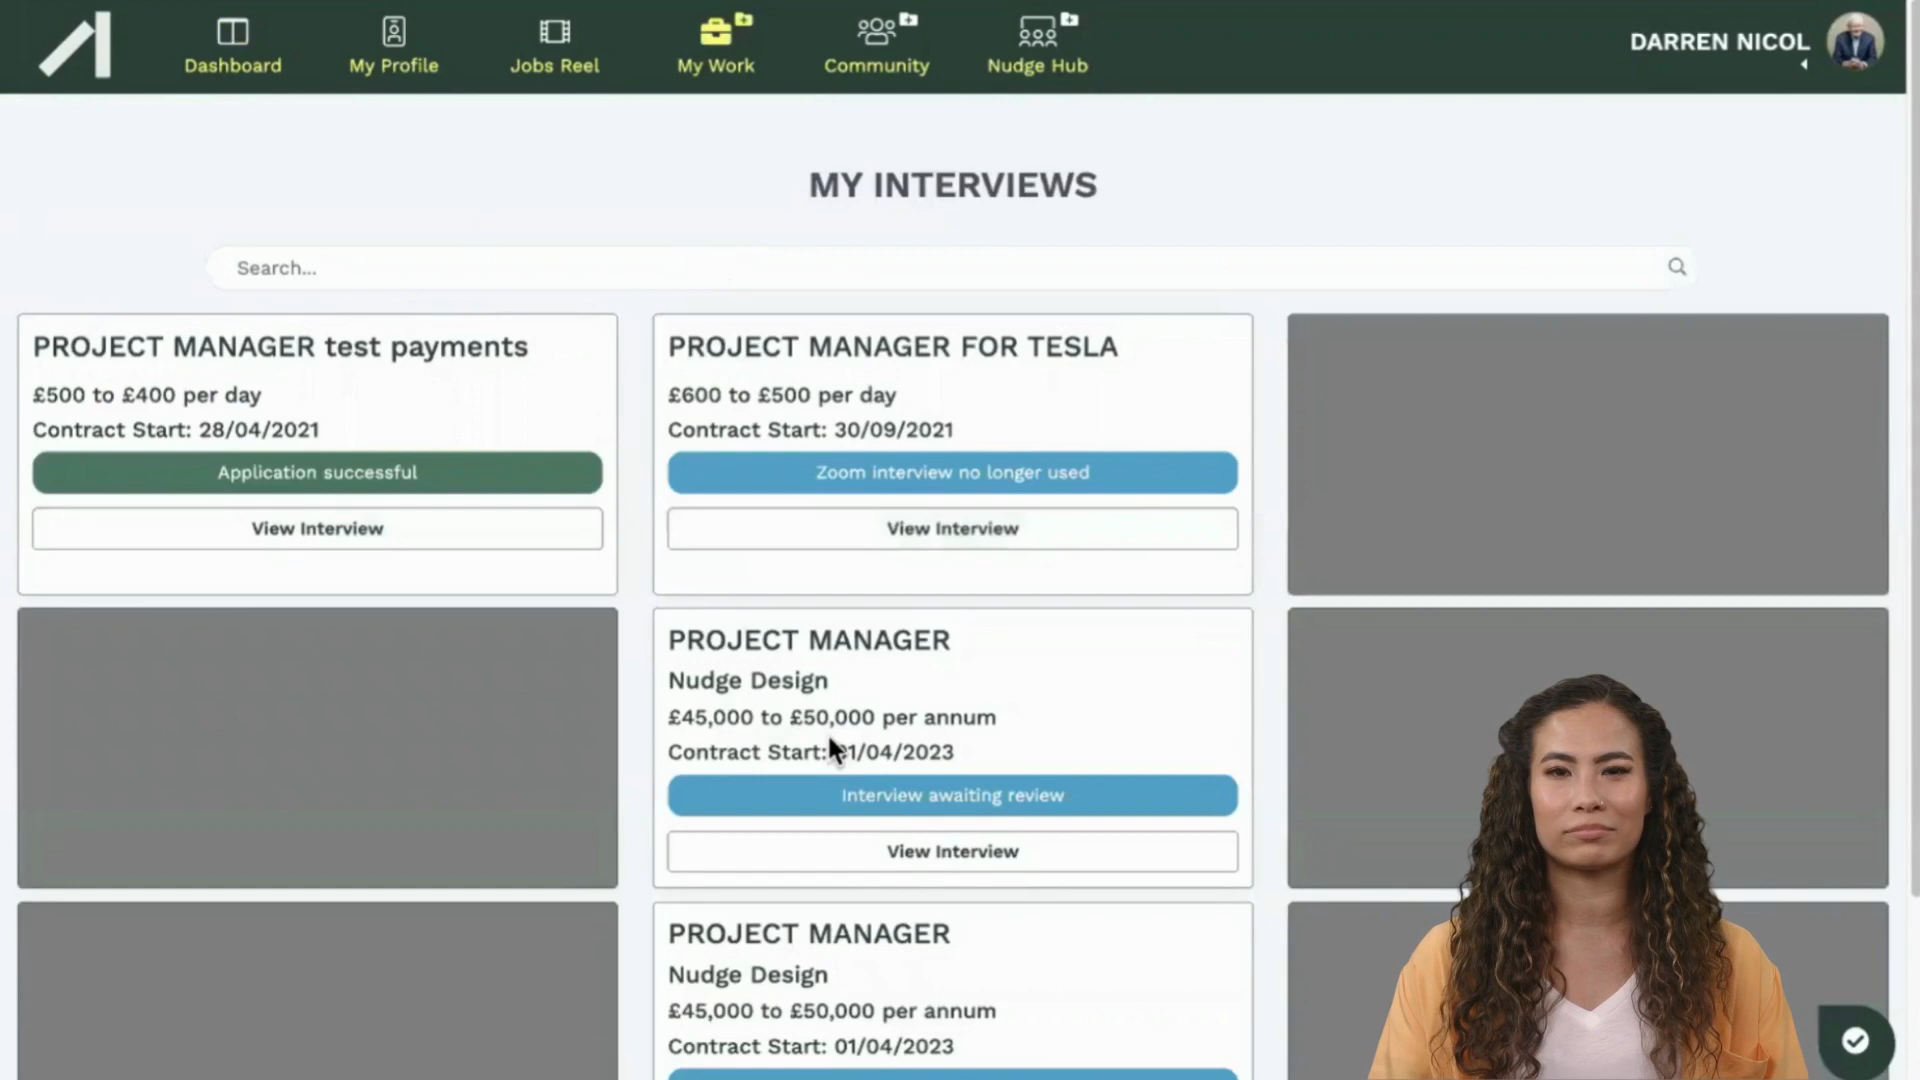 Dashboard
My Profile
Jobs Reel
My Work
Community
Nudge Hub
DARREN NICOL
MY INTERVIEWS
Search...
PROJECT MANAGER test payments
£500 to £400 per day
Contract Start: 28/04/2021
Application successful
View Interview
PROJECT MANAGER FOR TESLA
£600 to £500 per day
Contract Start: 30/09/2021
Zoom interview no longer used
View Interview
PROJECT MANAGER
Nudge Design
£45,000 to £50,000 per annum
Contract Start: 1/04/2023
Interview awaiting review
View Interview
PROJECT MANAGER
Nudge Design
£45,000 to £50,000 per annum
Contract Start: 01/04/2023